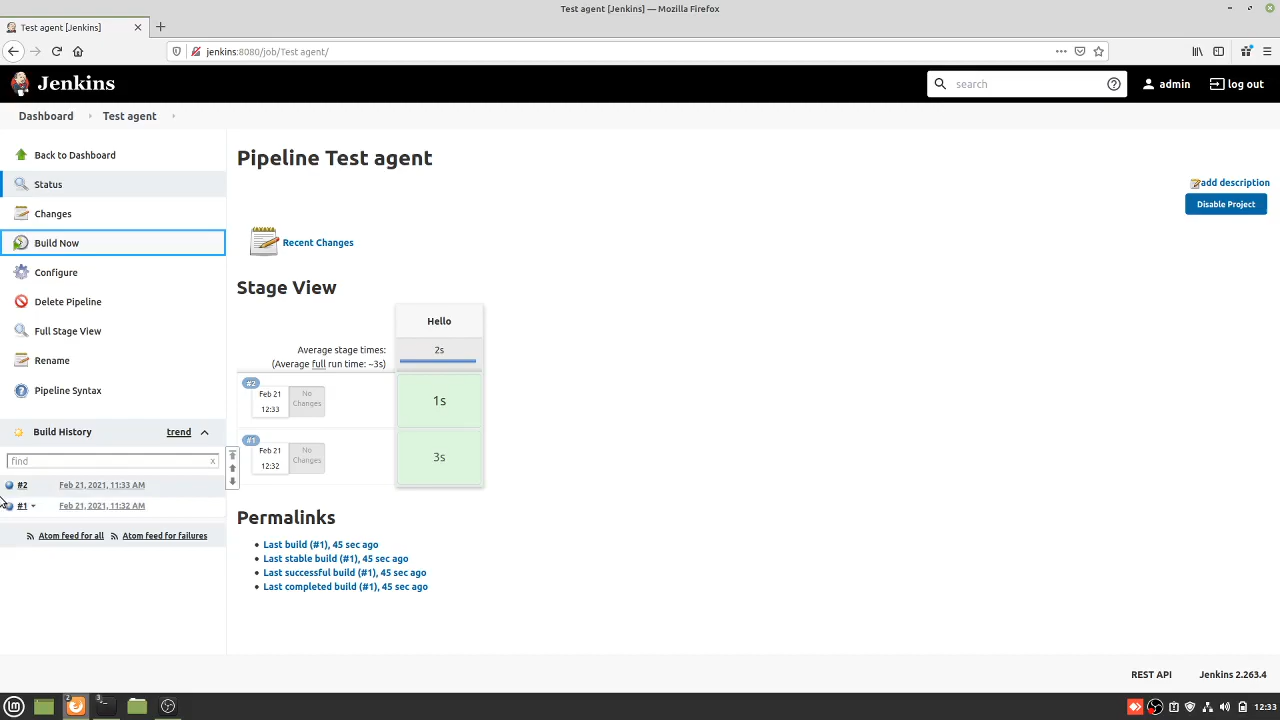 Test agent [Jenkins] — Mozilla Firefox
Test agent [Jenkins]
jenkins:8080/job/Test agent/
Jenkins
search
admin
log out
Dashboard
Test agent
Back to Dashboard
Status
Changes
Build Now
Configure
Delete Pipeline
Full Stage View
Rename
Pipeline Syntax
Build History
trend
find
x
#2
Feb 21, 2021, 11:33 AM
#1
Feb 21, 2021, 11:32 AM
Atom feed for all
Atom feed for failures
Pipeline Test agent
add description
Disable Project
Recent Changes
Stage View
Hello
Average stage times:
2s
(Average full run time: ~3s)
#2
Feb 21
12:33
No
Changes
1s
#1
Feb 21
12:32
No
Changes
3s
Permalinks
Last build (#1), 45 sec ago
Last stable build (#1), 45 sec ago
Last successful build (#1), 45 sec ago
Last completed build (#1), 45 sec ago
REST API
Jenkins 2.263.4
2
3
12:33